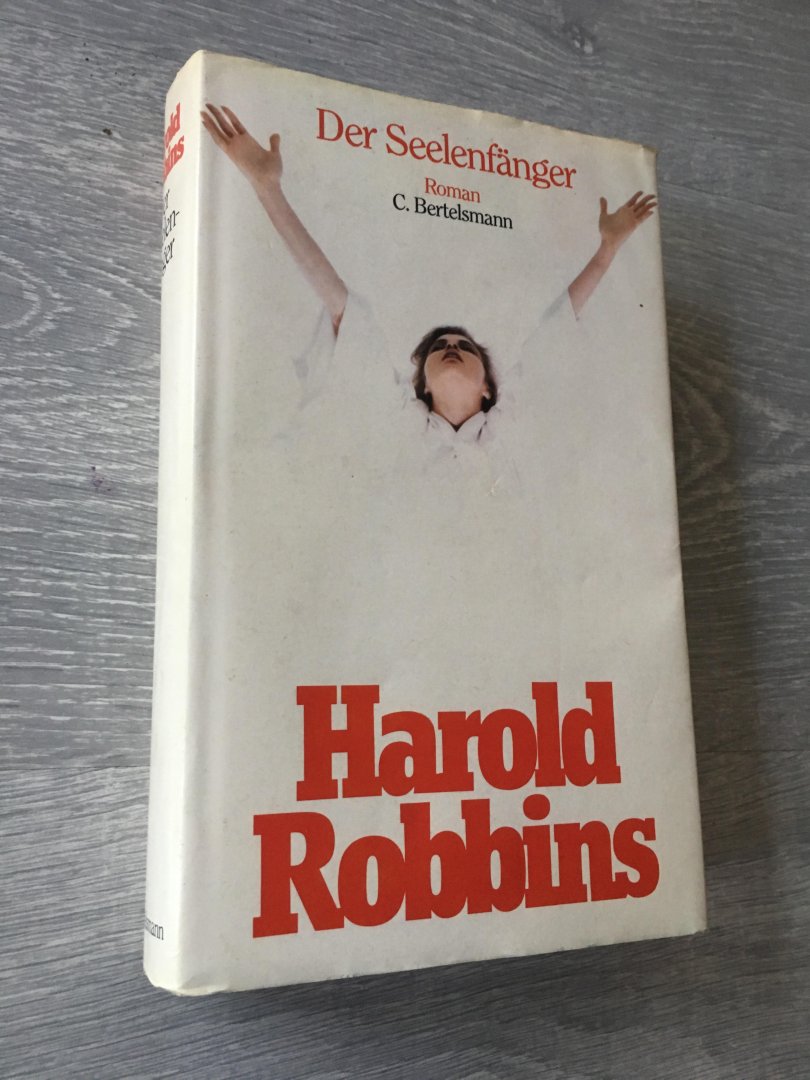 Der Seelenfänger
Roman
C. Bertelsmann
Harold
Robbins